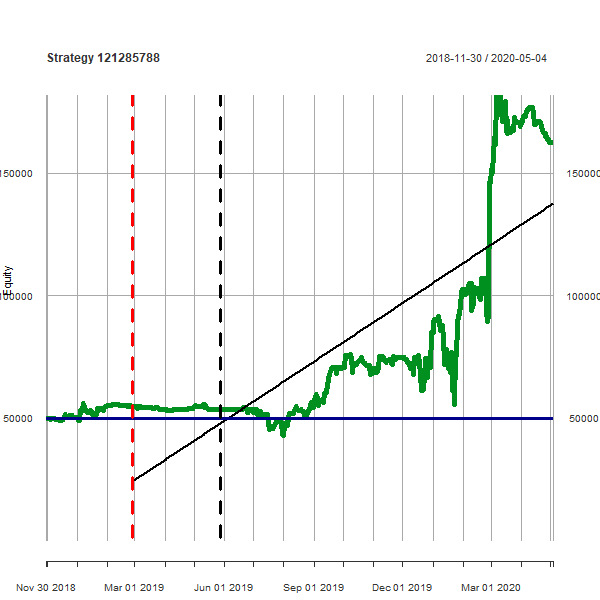 Strategy 121285788
2018-11-30 / 2020-05-04
150000
150000
Equity
100000
100000
50000
50000
Nov 30 2018
Mar 01 2019
Jun 01 2019
Sep 01 2019
Dec 01 2019
Mar 01 2020